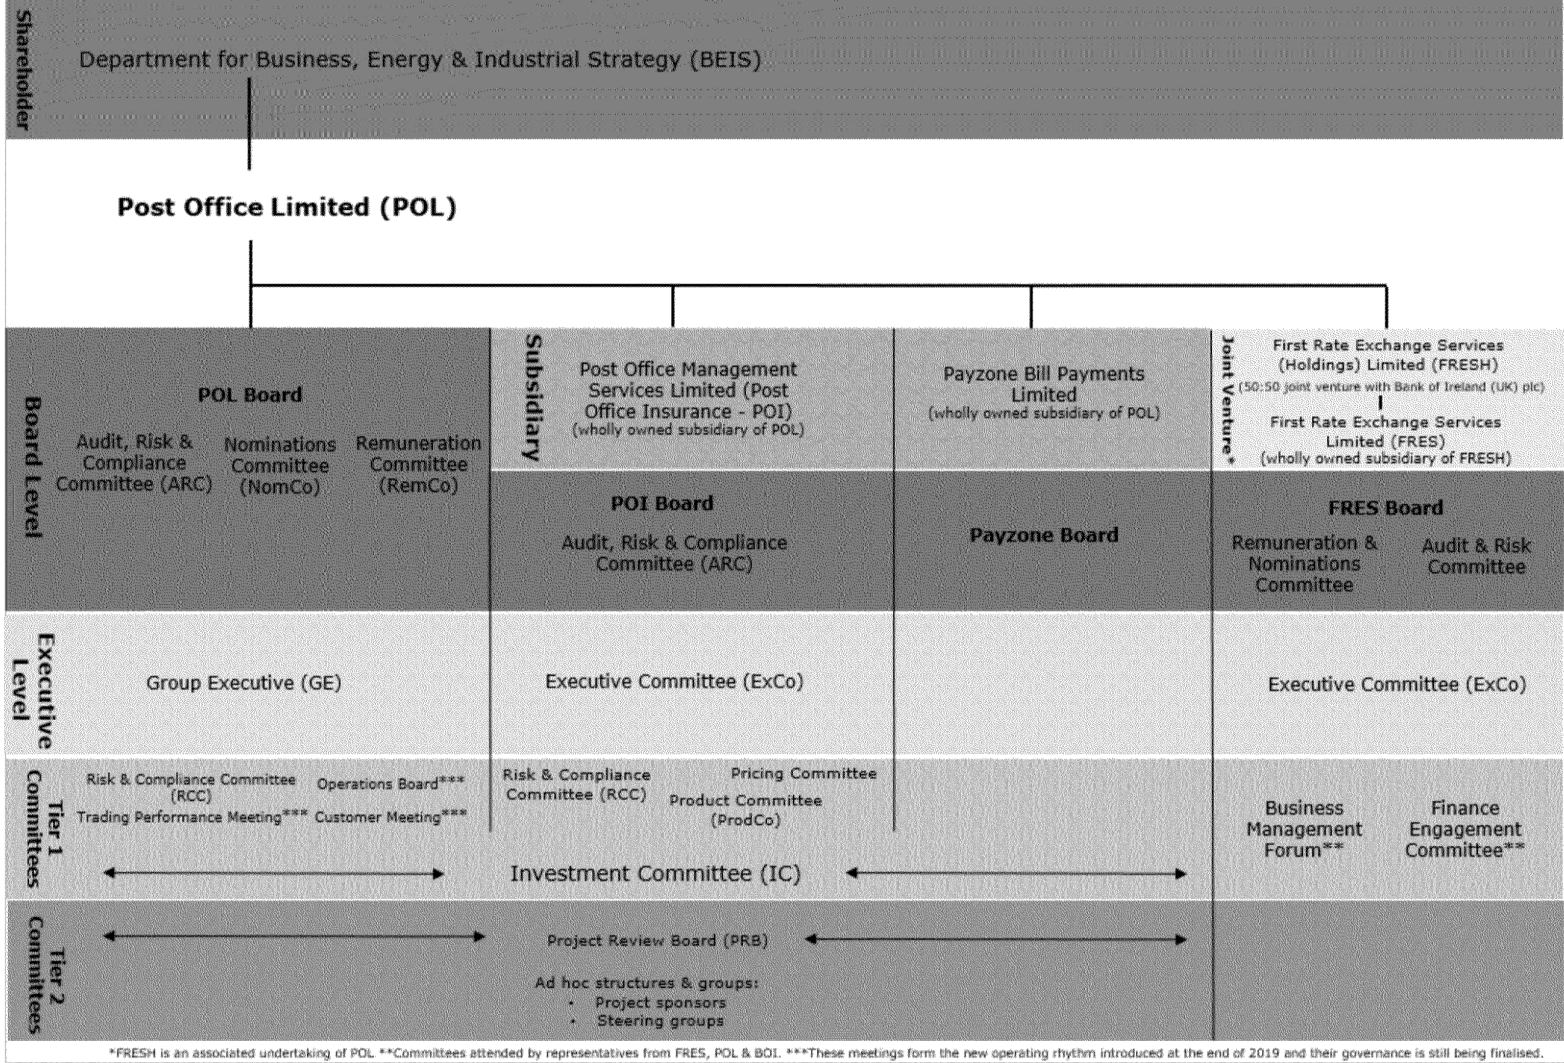 Shareholder
Department for Business, Energy & Industrial Strategy (BEIS)
Post Office Limited (POL)
Board Level
POL Board
Audit, Risk &
Compliance
Committee (ARC)
Nominations
Committee
(NomCo)
Remuneration
Committee
(RemCo)
Subsidiary
Post Office Management
Services Limited (Post
Office Insurance - POI)
(wholly owned subsidiary of POL)
POI Board
Audit, Risk & Compliance
Committee (ARC)
Payzone Bill Payments
Limited
(wholly owned subsidiary of POL)
Payzone Board
Joint Venture*
First Rate Exchange Services
(Holdings) Limited (FRESH)
(50:50 joint venture with Bank of Ireland (UK) plc)
First Rate Exchange Services
Limited (FRES)
(wholly owned subsidiary of FRESH)
FRES Board
Remuneration &
Nominations
Committee
Audit & Risk
Committee
Executive
Level
Group Executive (GE)
Executive Committee (ExCo)
Executive Committee (ExCo)
Tier 1
Committees
Risk & Compliance Committee
(RCC)
Operations Board***
Trading Performance Meeting***
Customer Meeting***
Risk & Compliance
Committee (RCC)
Pricing Committee
Product Committee
(ProdCo)
Business
Management
Forum**
Finance
Engagement
Committee**
Investment Committee (IC)
Tier 2
Committees
Project Review Board (PRB)
Ad hoc structures & groups:
• Project sponsors
• Steering groups
*FRESH is an associated undertaking of POL **Committees attended by representatives from FRES, POL & BOI. ***These meetings form the new operating rhythm introduced at the end of 2019 and their governance is still being finalised.